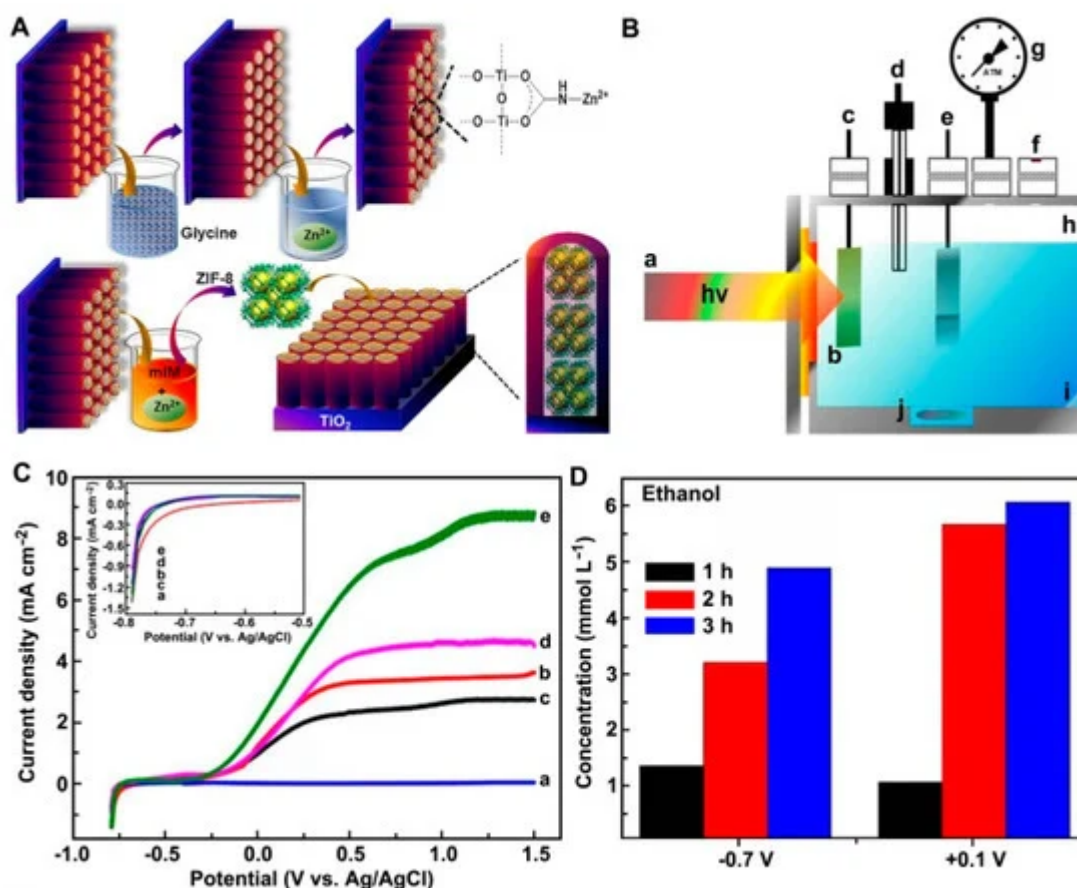 A
O
Ti
O
H
O
N
Zn²⁺
O
Ti
O
Glycine
Zn²⁺
ZIF-8
mIM
+
Zn²⁺
TiO₂
B
c
d
e
g
ATM
f
h
a
hv
b
i
j
C
Current density (mA cm⁻²)
10
8
6
4
2
0
-1.0
-0.5
0.0
0.5
1.0
1.5
Potential (V vs. Ag/AgCl)
e
d
b
c
a
Current density (mA cm⁻²)
0.3
0.0
-0.3
-0.6
-0.9
-1.2
-1.5
e
d
b
c
a
-0.8
-0.7
-0.6
-0.5
Potential (V vs. Ag/AgCl)
D
Ethanol
1 h
2 h
3 h
Concentration (mmol L⁻¹)
6
5
3
2
1
-0.7 V
+0.1 V